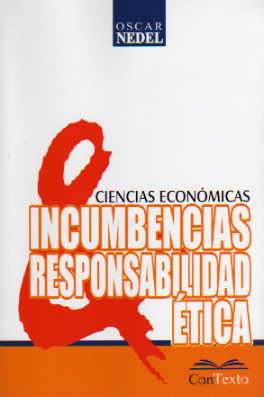 OSCAR
NEDEL
CIENCIAS ECONÓMICAS
INCUMBENCIAS
RESPONSABILIDAD
ÉTICA
ConTexto